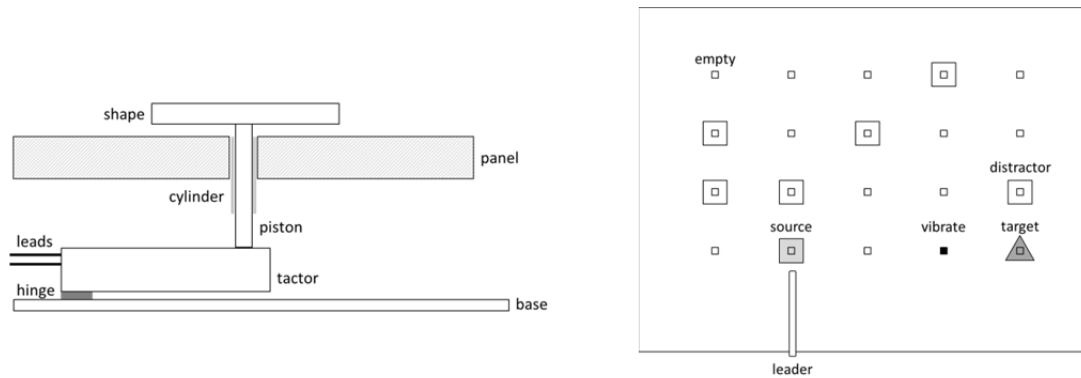 shape
panel
cylinder
piston
leads
tactor
hinge
base
empty
distractor
source
vibrate
target
leader